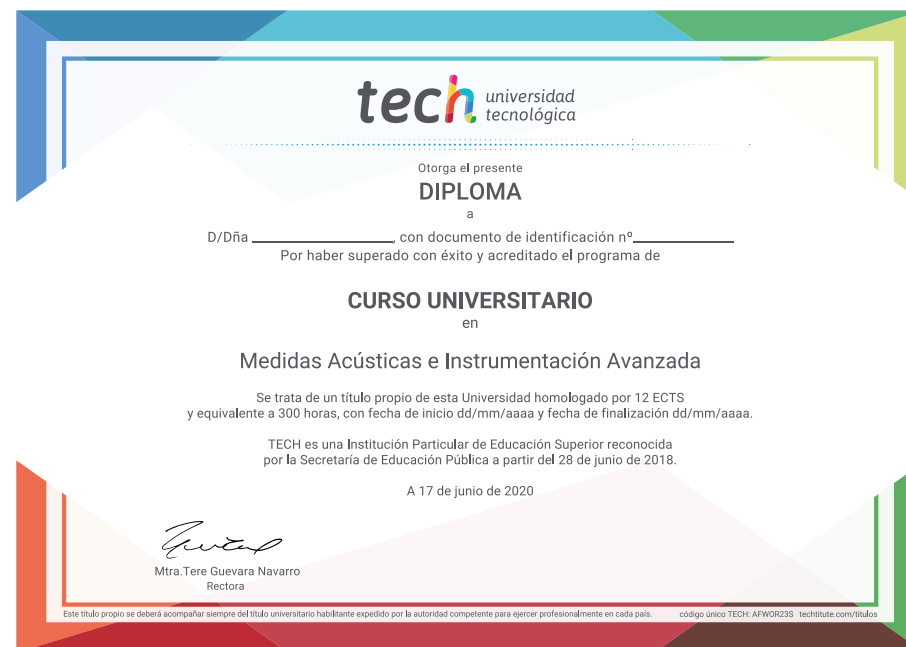 tech universidad
tecnológica
Otorga el presente
DIPLOMA
a
D/Dña ____________________, con documento de identificación nº______________
Por haber superado con éxito y acreditado el programa de
CURSO UNIVERSITARIO
en
Medidas Acústicas e Instrumentación Avanzada
Se trata de un título propio de esta Universidad homologado por 12 ECTS
y equivalente a 300 horas, con fecha de inicio dd/mm/aaaa y fecha de finalización dd/mm/aaaa.
TECH es una Institución Particular de Educación Superior reconocida
por la Secretaría de Educación Pública a partir del 28 de junio de 2018.
A 17 de junio de 2020
Mtra.Tere Guevara Navarro
Rectora
Este título propio se deberá acompañar siempre del título universitario habilitante expedido por la autoridad competente para ejercer profesionalmente en cada país. código único TECH: AFWOR23S techtitute.com/titulos